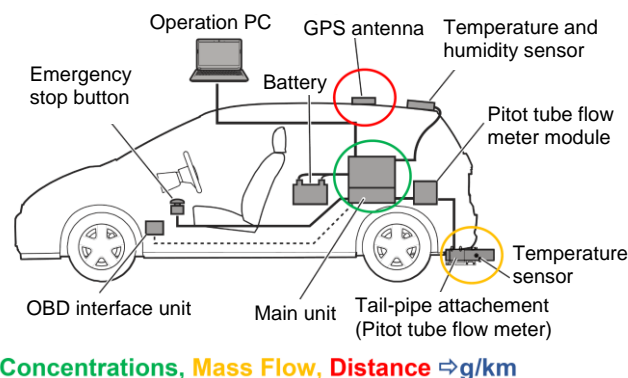 Operation PC
GPS antenna
Temperature and
humidity sensor
Emergency
stop button
Battery
Pitot tube flow
meter module
OBD interface unit
Main unit
Tail-pipe attachement
(Pitot tube flow meter)
Temperature
sensor
Concentrations, Mass Flow, Distance ⇨g/km